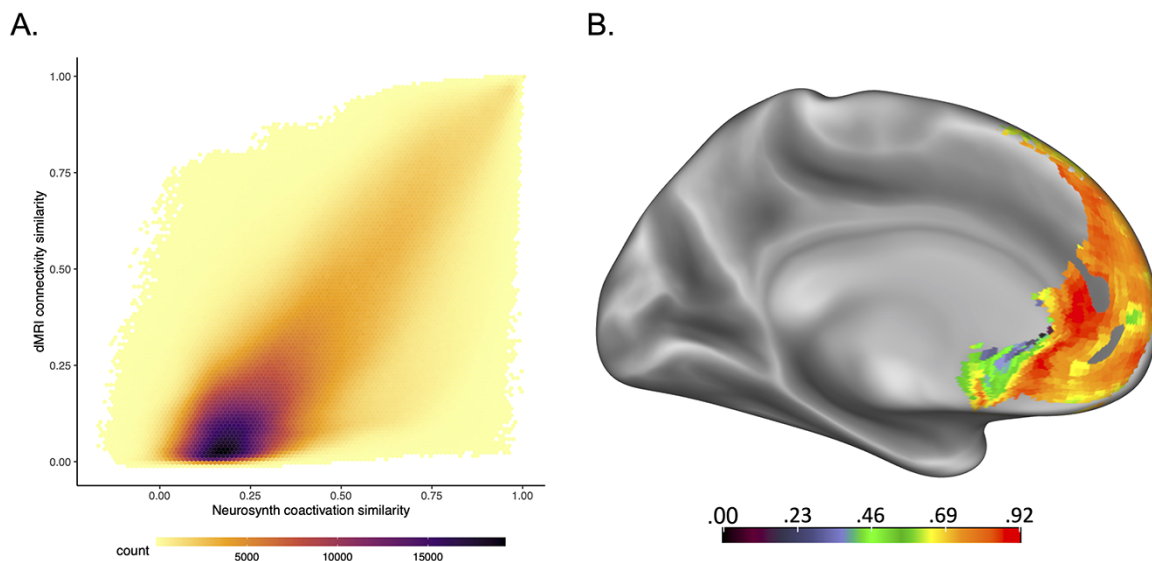 A.
B.
1.00
0.75
0.50
0.25
0.00
dMRI connectivity similarity
0.00 0.25 0.50 0.75 1.00
Neurosynth coactivation similarity
count
5000 10000 15000
.00 .23 .46 .69 .92